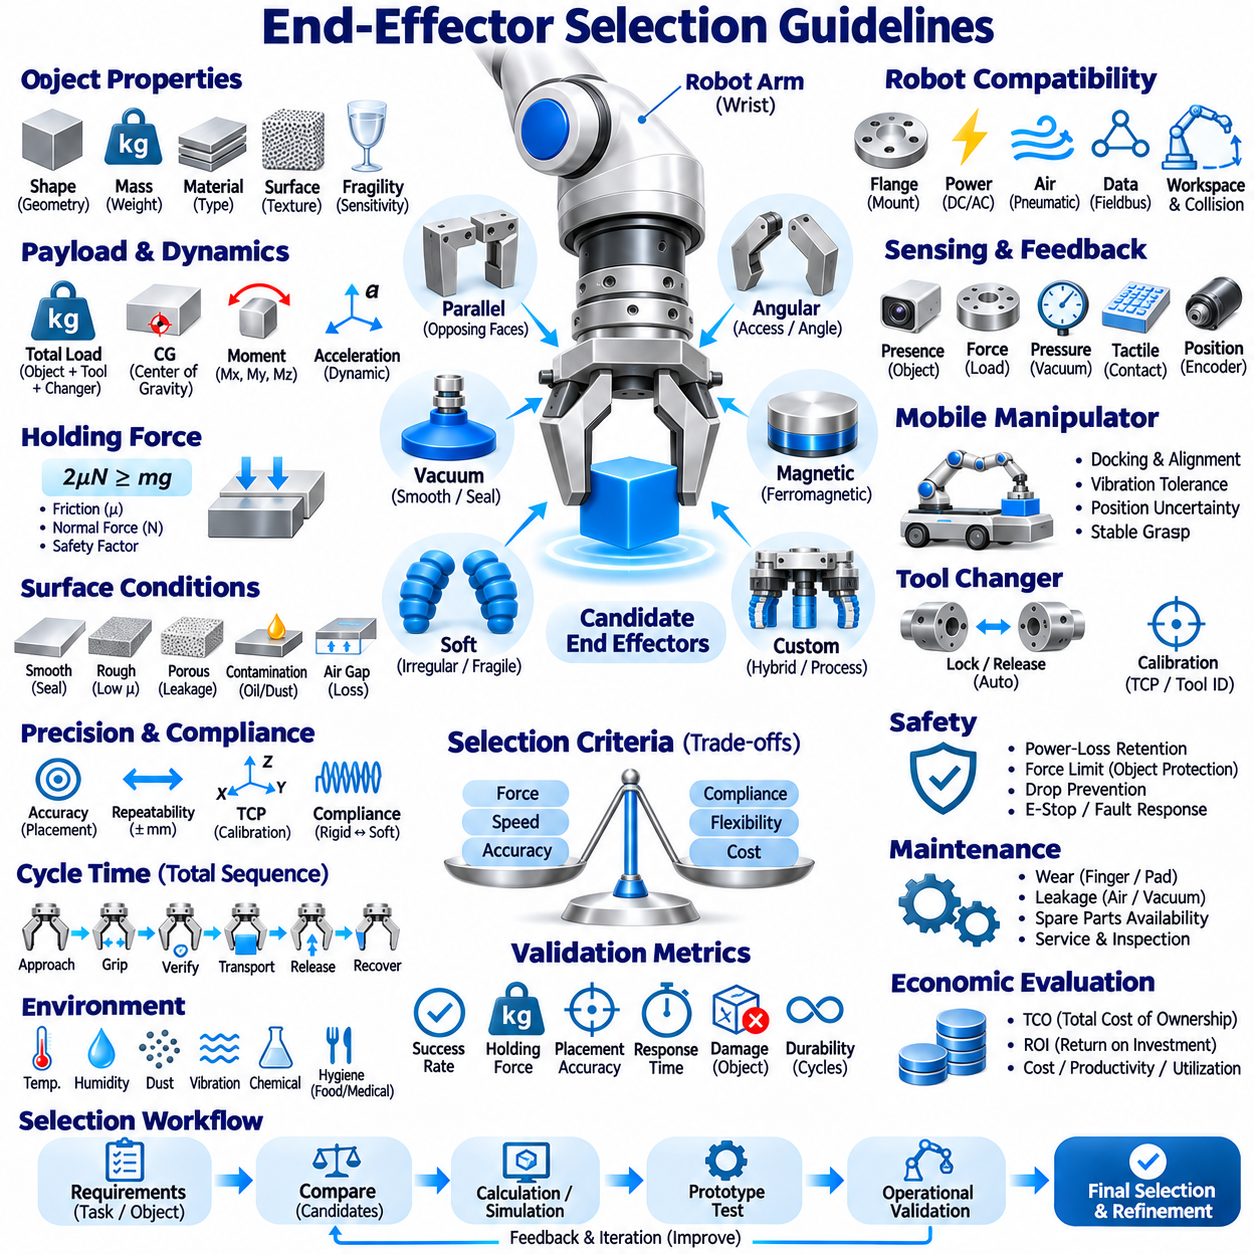 End-Effector Selection Guidelines
Object Properties
kg
Shape
(Geometry)
Mass
(Weight)
Material
(Type)
Surface
(Texture)
Fragility
(Sensitivity)
Payload & Dynamics
kg
a
Total Load
(Object + Tool
+ Changer)
CG
(Center of
Gravity)
Moment
(Mx, My, Mz)
Acceleration
(Dynamic)
Holding Force
2μN ≥ mg
• Friction (μ)
• Normal Force (N)
• Safety Factor
Surface Conditions
Smooth
(Seal)
Rough
(Low μ)
Porous
(Leakage)
Contamination
(Oil/Dust)
Air Gap
(Loss)
Precision & Compliance
Z
X
Y
Accuracy
(Placement)
Repeatability
(± mm)
TCP
(Calibration)
Compliance
(Rigid ↔ Soft)
Cycle Time (Total Sequence)
Approach
Grip
Verify
Transport
Release
Recover
Environment
Temp.
Humidity
Dust
Vibration
Chemical
Hygiene
(Food/Medical)
Robot Arm
(Wrist)
Parallel
(Opposing Faces)
Angular
(Access / Angle)
Vacuum
(Smooth / Seal)
Magnetic
(Ferromagnetic)
Soft
(Irregular / Fragile)
Custom
(Hybrid / Process)
Candidate
End Effectors
Selection Criteria (Trade-offs)
Force
Speed
Accuracy
Compliance
Flexibility
Cost
Validation Metrics
kg
Success
Rate
Holding
Force
Placement
Accuracy
Response
Time
Damage
(Object)
Durability
(Cycles)
Robot Compatibility
Flange
(Mount)
Power
(DC/AC)
Air
(Pneumatic)
Data
(Fieldbus)
Workspace
& Collision
Sensing & Feedback
Presence
(Object)
Force
(Load)
Pressure
(Vacuum)
Tactile
(Contact)
Position
(Encoder)
Mobile Manipulator
• Docking & Alignment
• Vibration Tolerance
• Position Uncertainty
• Stable Grasp
Tool Changer
Lock / Release
(Auto)
Calibration
(TCP / Tool ID)
Safety
• Power-Loss Retention
• Force Limit (Object Protection)
• Drop Prevention
• E-Stop / Fault Response
Maintenance
• Wear (Finger / Pad)
• Leakage (Air / Vacuum)
• Spare Parts Availability
• Service & Inspection
Economic Evaluation
• TCO (Total Cost of Ownership)
• ROI (Return on Investment)
• Cost / Productivity / Utilization
Selection Workflow
Requirements
(Task / Object)
Compare
(Candidates)
Calculation /
Simulation
Prototype
Test
Operational
Validation
Final Selection
& Refinement
Feedback & Iteration (Improve)